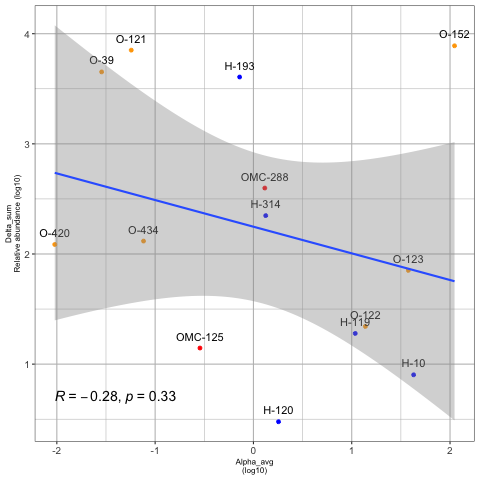 4
3
2
1
Delta_sum
Relative abundance (log10)
O-152
O-121
O-39
H-193
OMC-288
H-314
O-420
O-434
O-123
O-122
H-119
OMC-125
H-10
R = −0.28, p = 0.33
H-120
-2 -1 0 1 2
Alpha_avg
(log10)